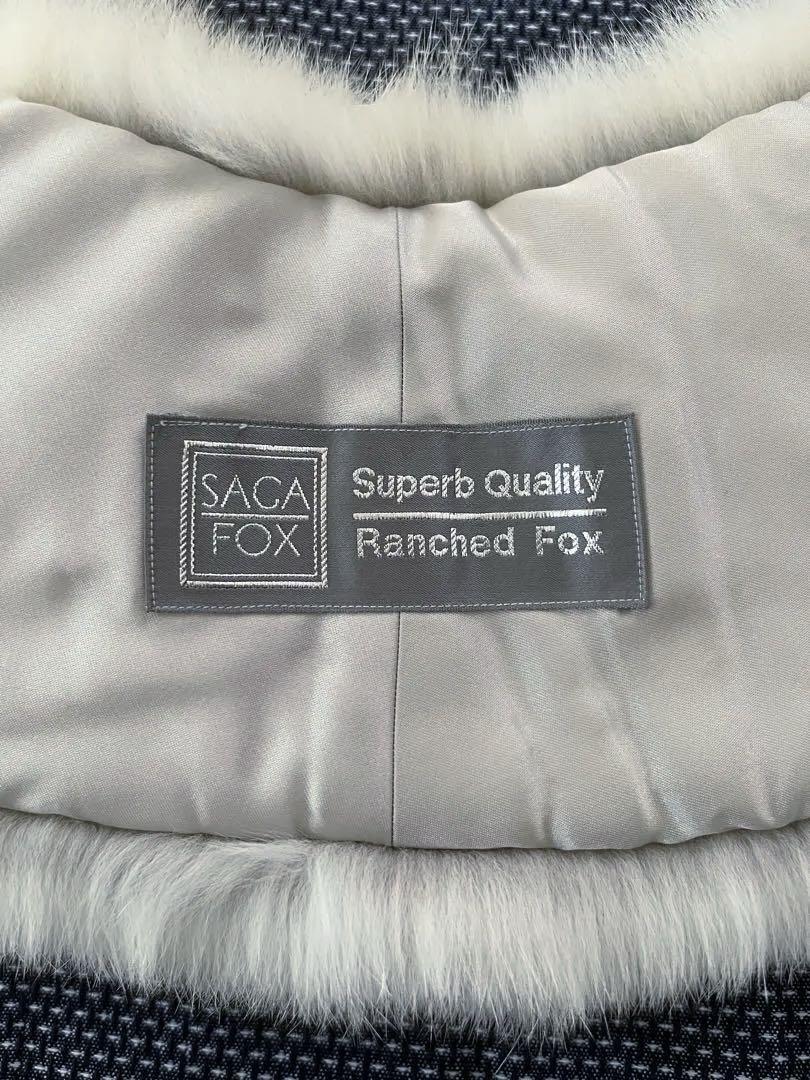 SAGA
FOX
Superb Quality
Ranched Fox